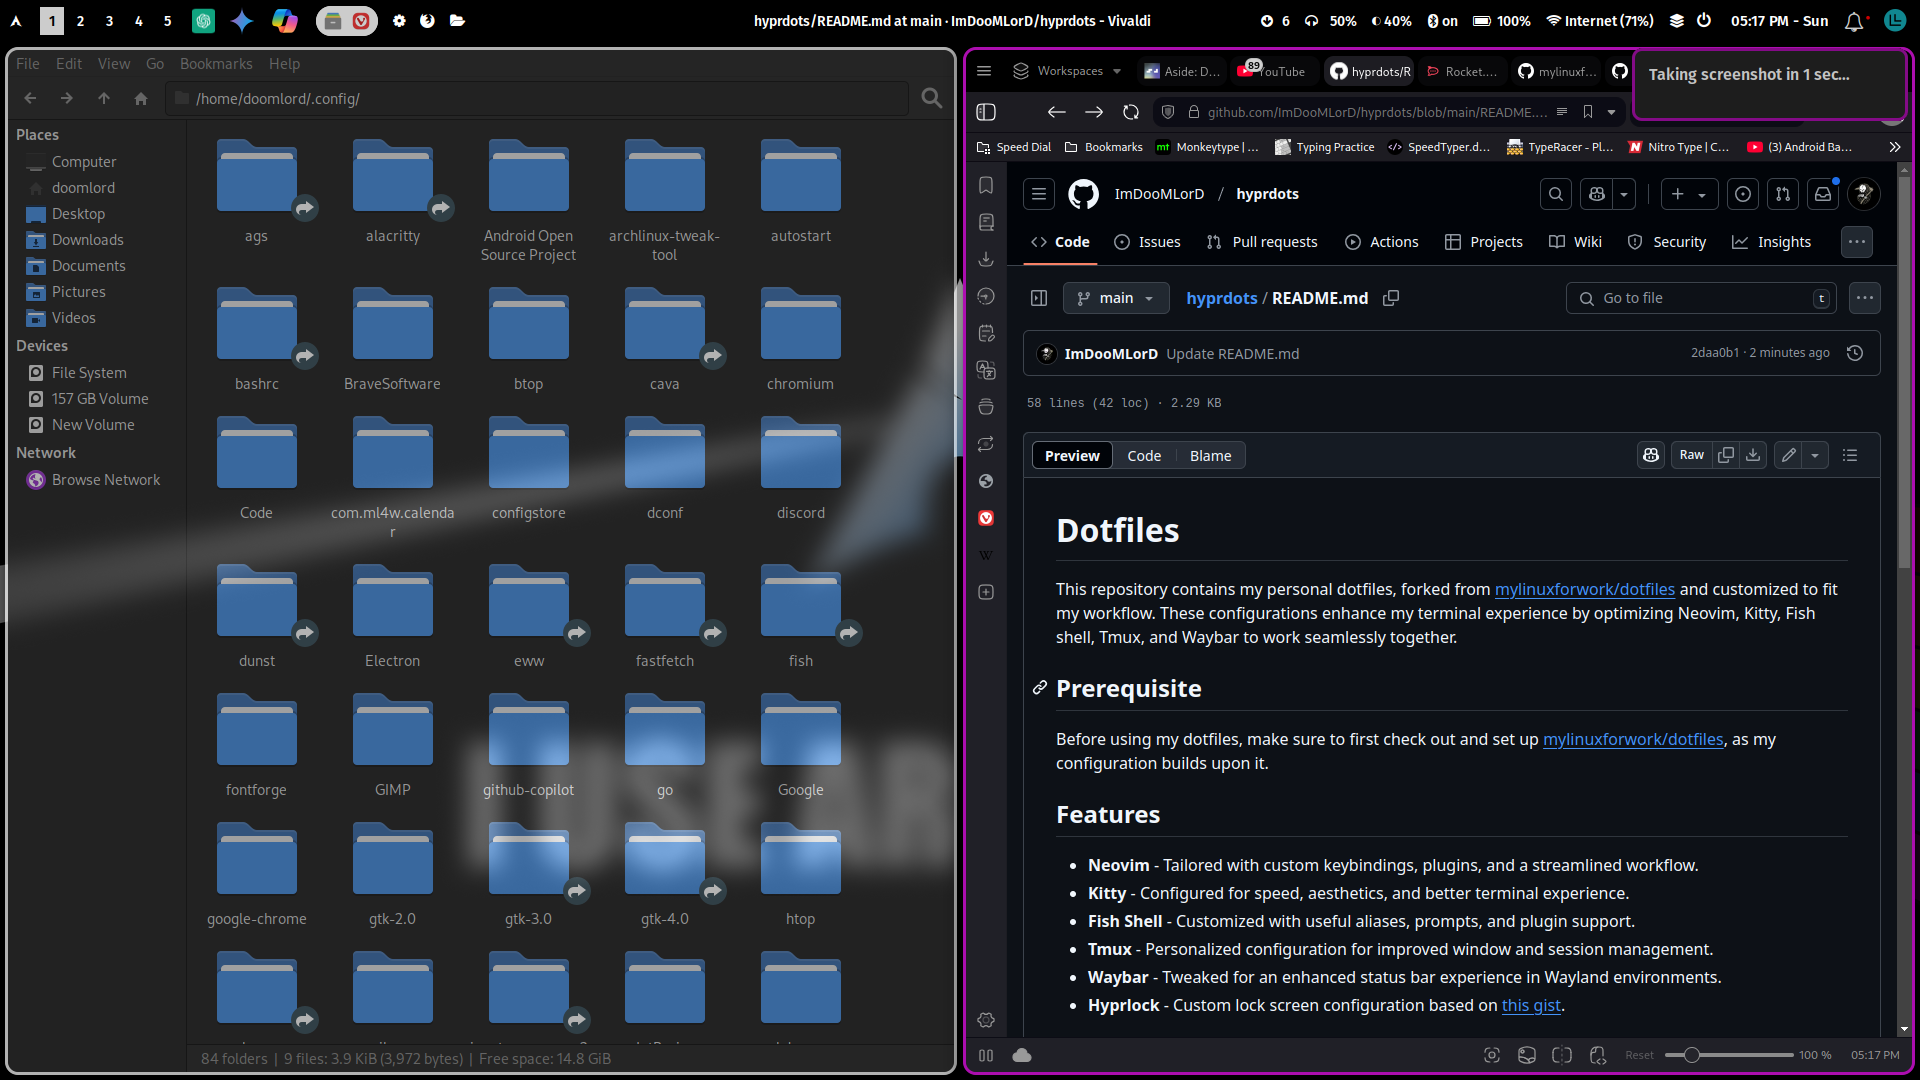 1 2 3 4 5
hyprdots/README.md at main · ImDooMLorD/hyprdots - Vivaldi
6 50% 40% on 100% Internet (71%) 05:17 PM - Sun
File Edit View Go Bookmarks Help
/home/doomlord/.config/
Places
Computer
doomlord
Desktop
Downloads
Documents
Pictures
Videos
Devices
File System
157 GB Volume
New Volume
Network
Browse Network
ags
alacritty
Android Open Source Project
archlinux-tweak-tool
autostart
bashrc
BraveSoftware
btop
cava
chromium
Code
com.ml4w.calendar
configstore
dconf
discord
dunst
Electron
eww
fastfetch
fish
fontforge
GIMP
github-copilot
go
Google
google-chrome
gtk-2.0
gtk-3.0
gtk-4.0
htop
I USE AR
84 folders | 9 files: 3.9 KiB (3,972 bytes) | Free space: 14.8 GiB
Workspaces
Aside: D...
89
YouTube
hyprdots/R
Rocket....
mylinuxf...
Taking screenshot in 1 sec...
github.com/ImDooMLorD/hyprdots/blob/main/README....
Speed Dial
Bookmarks
mt
Monkeytype | ...
Typing Practice
SpeedTyper.d...
TypeRacer - Pl...
Nitro Type | C...
(3) Android Ba...
ImDooMLorD / hyprdots
Code
Issues
Pull requests
Actions
Projects
Wiki
Security
Insights
main
hyprdots / README.md
Go to file
t
ImDooMLorD Update README.md
2daa0b1 · 2 minutes ago
58 lines (42 loc) · 2.29 KB
Preview
Code
Blame
Raw
Dotfiles
This repository contains my personal dotfiles, forked from mylinuxforwork/dotfiles and customized to fit
my workflow. These configurations enhance my terminal experience by optimizing Neovim, Kitty, Fish
shell, Tmux, and Waybar to work seamlessly together.
Prerequisite
Before using my dotfiles, make sure to first check out and set up mylinuxforwork/dotfiles, as my
configuration builds upon it.
Features
• Neovim - Tailored with custom keybindings, plugins, and a streamlined workflow.
• Kitty - Configured for speed, aesthetics, and better terminal experience.
• Fish Shell - Customized with useful aliases, prompts, and plugin support.
• Tmux - Personalized configuration for improved window and session management.
• Waybar - Tweaked for an enhanced status bar experience in Wayland environments.
• Hyprlock - Custom lock screen configuration based on this gist.
W
Reset
100 %
05:17 PM